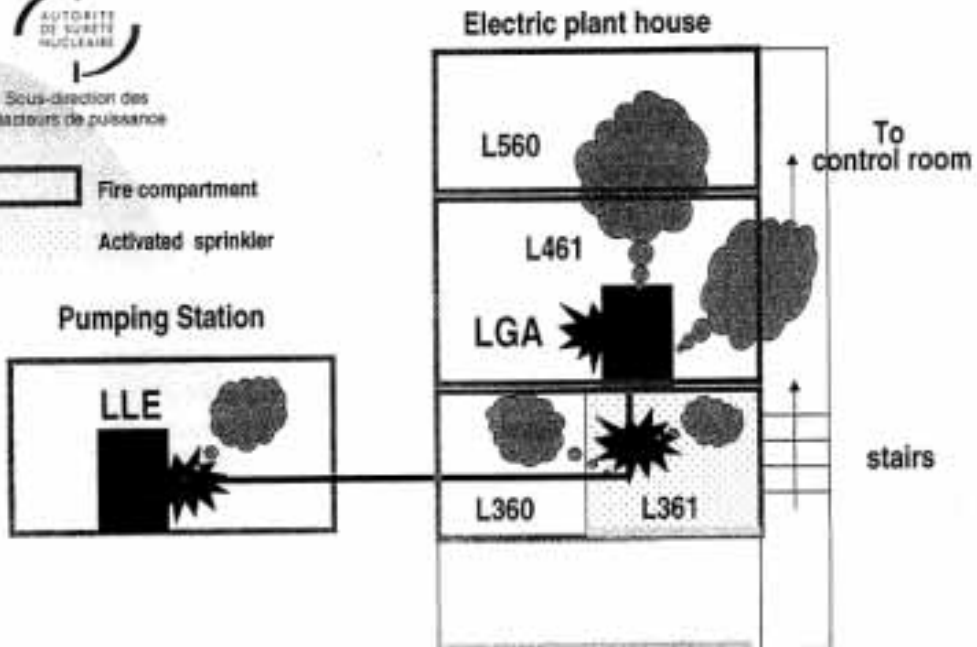 AUTORITE
DE SURETE
NUCLEAIRE
Sous-direction des
réacteurs de puissance
Fire compartment
Activated sprinkler
Electric plant house
L560
To
control room
L461
LGA
Pumping Station
LLE
L360
L361
stairs